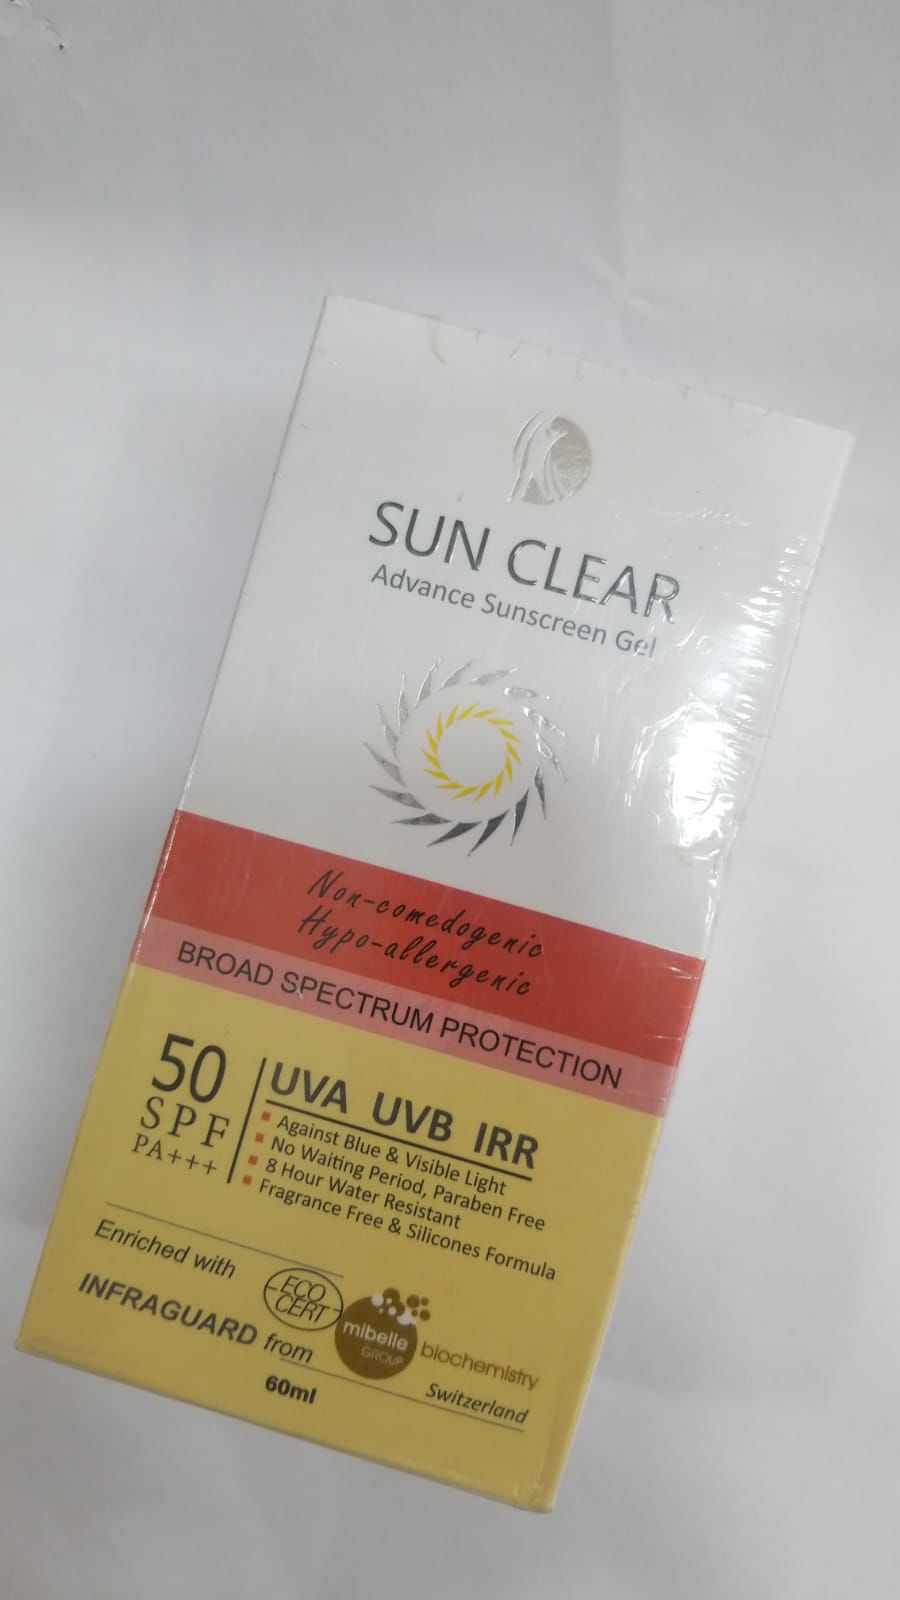 SUN CLEAR
Advance Sunscreen Gel
Non-comedogenic
Hypo-allergenic
BROAD SPECTRUM PROTECTION
50
SPF
PA+++
UVA UVB IRR
Against Blue & Visible Light
No Waiting Period, Paraben Free
8 Hour Water Resistant
Fragrance Free & Silicones Formula
Enriched with
INFRAGUARD from
ECO
CERT
mibelle
GROUP
biochemistry
Switzerland
60ml